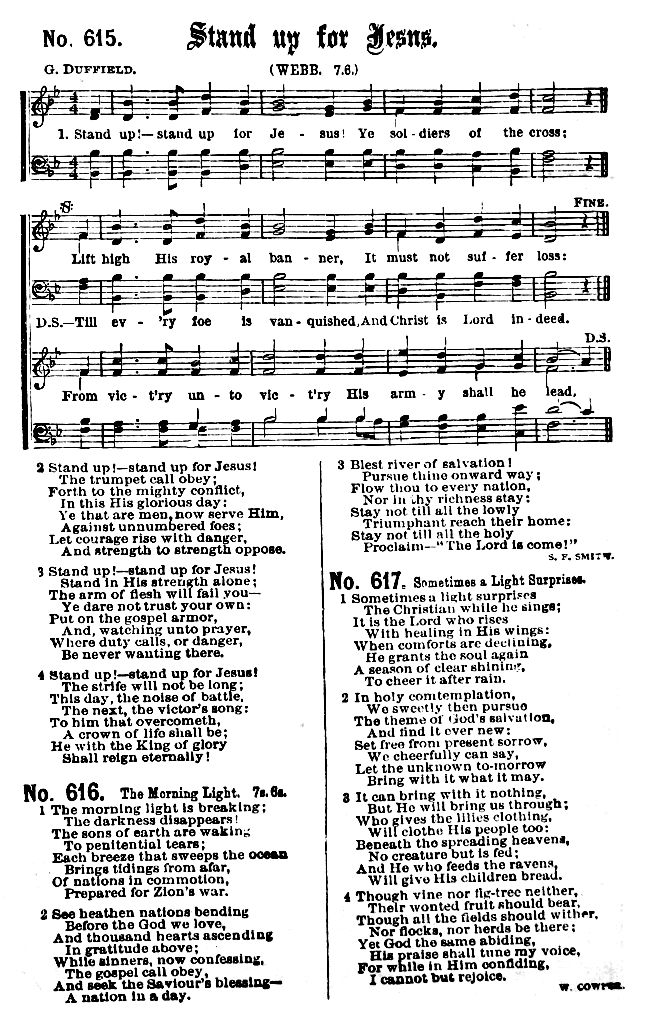 No. 615. Stand up for Jesus.
G. DUFFIELD. (WEBB. 7.6.)
1. Stand up!—stand up for Je - sus! Ye sol - diers of the cross;
FINE.
Lift high His roy - al ban - ner, It must not suf - fer loss:
D.S.—Till ev - 'ry foe is van - quished, And Christ is Lord in - deed.
D.S.
From vic - t'ry un - to vic - t'ry His arm - y shall he lead,
2 Stand up!—stand up for Jesus!
The trumpet call obey;
Forth to the mighty conflict,
In this His glorious day:
Ye that are men, now serve Him,
Against unnumbered foes;
Let courage rise with danger,
And strength to strength oppose.
3 Stand up!—stand up for Jesus!
Stand in His strength alone;
The arm of flesh will fail you—
Ye dare not trust your own:
Put on the gospel armor,
And, watching unto prayer,
Where duty calls, or danger,
Be never wanting there.
4 Stand up!—stand up for Jesus!
The strife will not be long;
This day, the noise of battle,
The next, the victor's song:
To him that overcometh,
A crown of life shall be;
He with the King of glory
Shall reign eternally!
No. 616. The Morning Light. 7s. 6s.
1 The morning light is breaking;
The darkness disappears!
The sons of earth are waking
To penitential tears;
Each breeze that sweeps the ocean
Brings tidings from afar,
Of nations in commotion,
Prepared for Zion's war.
2 See heathen nations bending
Before the God we love,
And thousand hearts ascending
In gratitude above;
While sinners, now confessing,
The gospel call obey,
And seek the Saviour's blessing—
A nation in a day.
3 Blest river of salvation!
Pursue thine onward way;
Flow thou to every nation,
Nor in thy richness stay:
Stay not till all the lowly
Triumphant reach their home:
Stay not till all the holy
Proclaim—"The Lord is come!"
S. F. SMITH.
No. 617. Sometimes a Light Surprises.
1 Sometimes a light surprises
The Christian while he sings;
It is the Lord who rises
With healing in His wings:
When comforts are declining,
He grants the soul again
A season of clear shining,
To cheer it after rain.
2 In holy comtemplation,
We sweetly then pursue
The theme of God's salvation,
And find it ever new:
Set free from present sorrow,
We cheerfully can say,
Let the unknown to-morrow
Bring with it what it may.
3 It can bring with it nothing,
But He will bring us through;
Who gives the lilies clothing,
Will clothe His people too:
Beneath the spreading heavens,
No creature but is fed;
And He who feeds the ravens,
Will give His children bread.
4 Though vine nor fig-tree neither,
Their wonted fruit should bear,
Though all the fields should wither,
Nor flocks, nor herds be there;
Yet God the same abiding,
His praise shall tune my voice,
For while in Him confiding,
I cannot but rejoice.
W. COWPER.